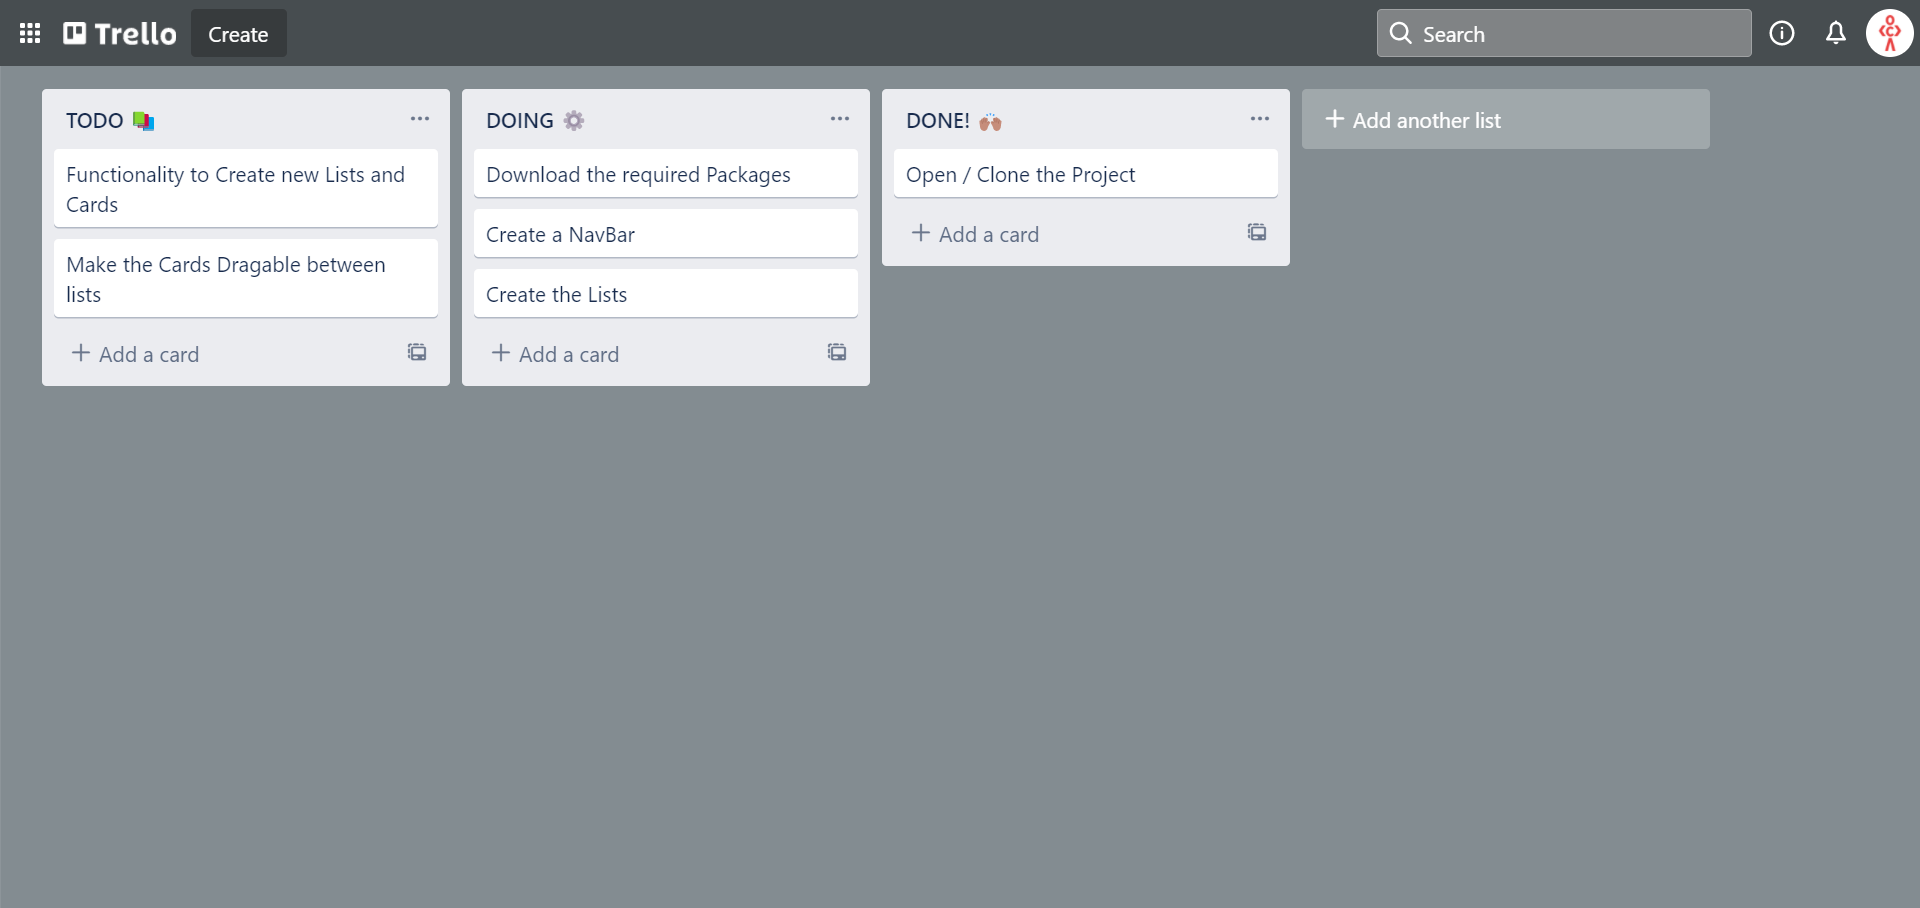 Trello
Create
Search
TODO 📚
DOING ⚙️
DONE! 🙌🏽
+ Add another list
Functionality to Create new Lists and
Cards
Make the Cards Dragable between
lists
+ Add a card
Download the required Packages
Create a NavBar
Create the Lists
+ Add a card
Open / Clone the Project
+ Add a card